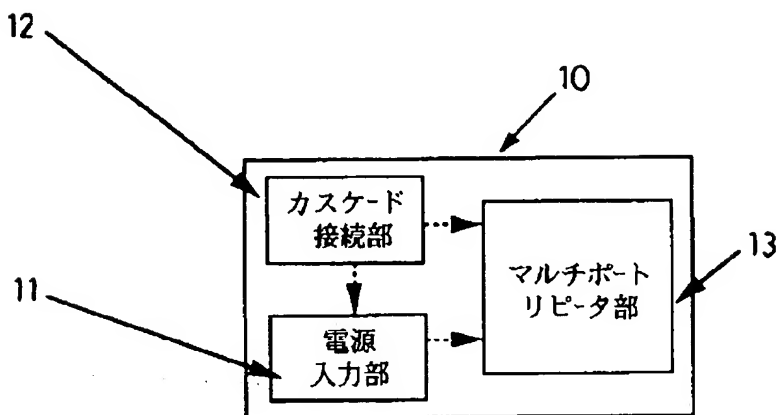 12
10
カスケード
接続部
マルチポート
リピータ部
13
11
電源
入力部